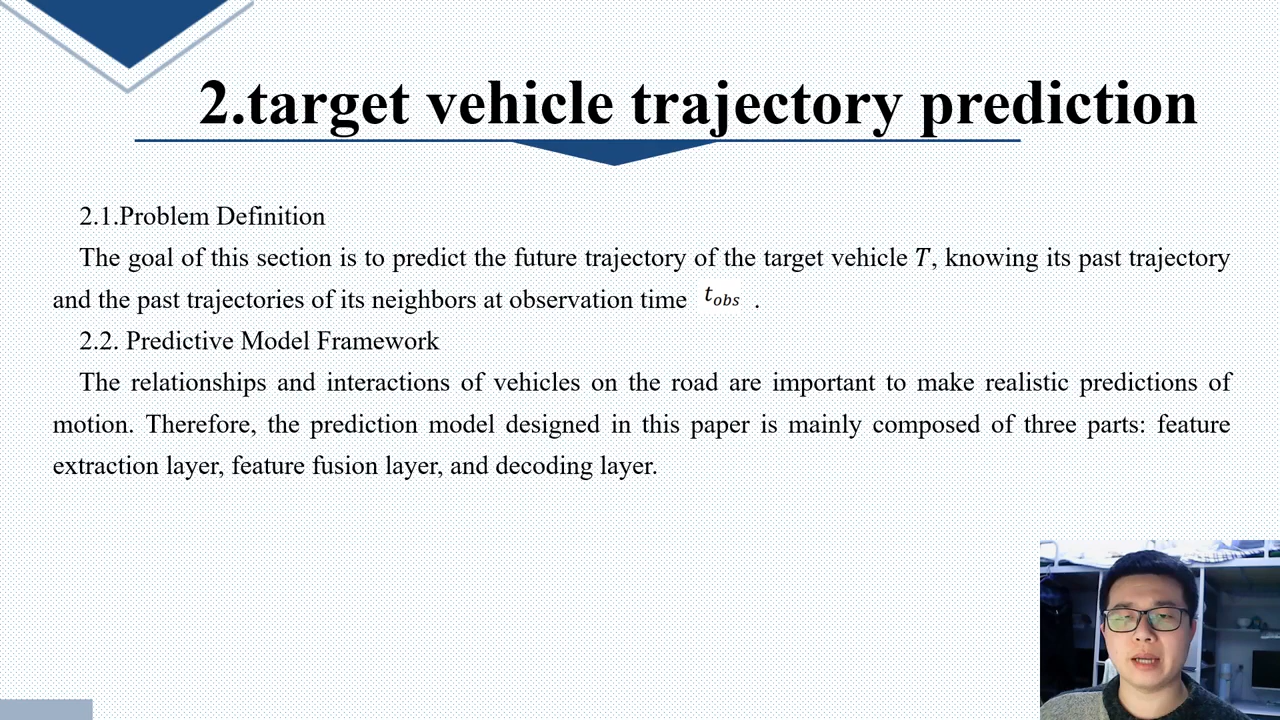 2.target vehicle trajectory prediction
2.1.Problem Definition
The goal of this section is to predict the future trajectory of the target vehicle T, knowing its past trajectory
and the past trajectories of its neighbors at observation time t_obs .
2.2. Predictive Model Framework
The relationships and interactions of vehicles on the road are important to make realistic predictions of
motion. Therefore, the prediction model designed in this paper is mainly composed of three parts: feature
extraction layer, feature fusion layer, and decoding layer.